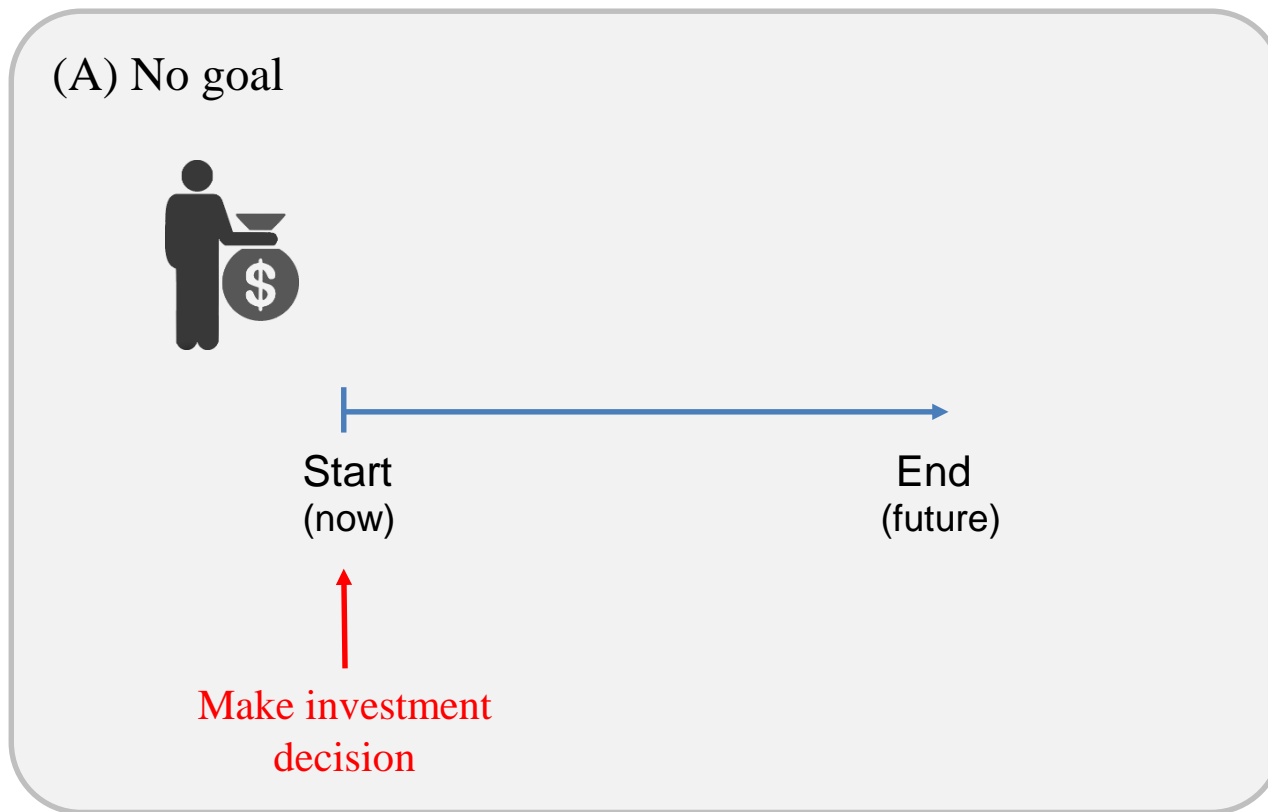 (A) No goal
$
Start
(now)
End
(future)
Make investment
decision